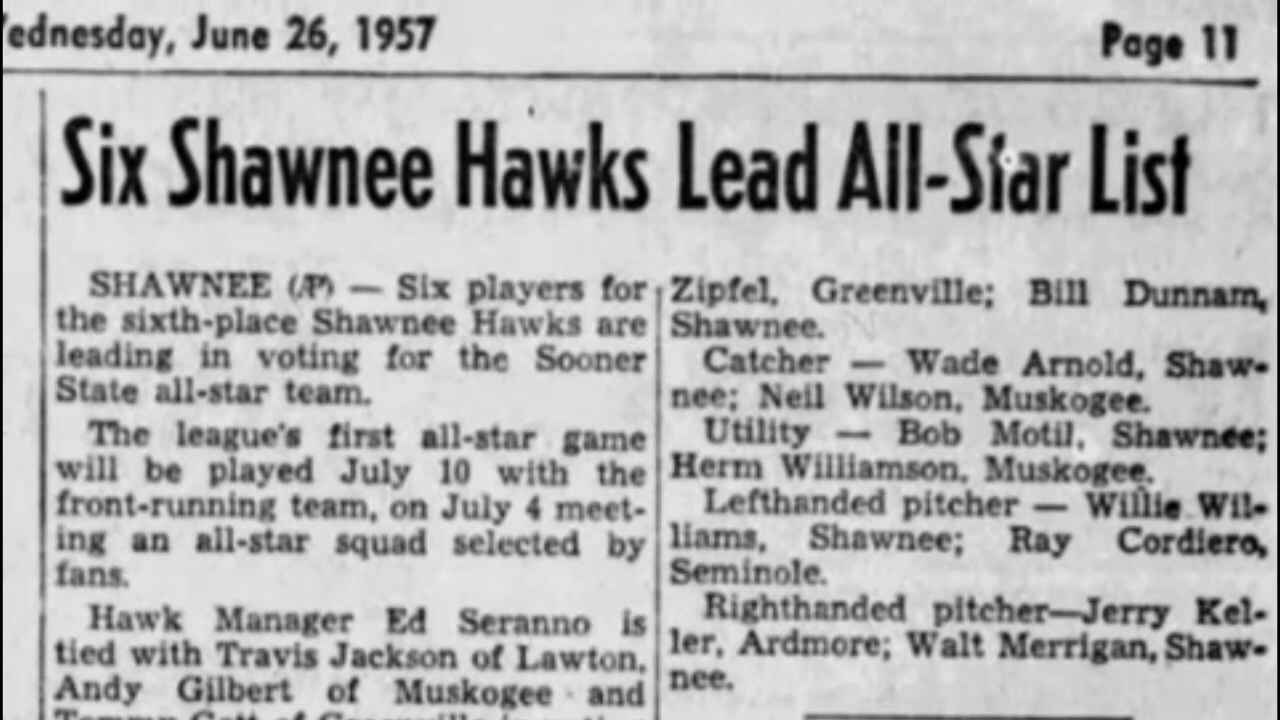 ednesday, June 26, 1957
Page 11
Six Shawnee Hawks Lead All-Star List
SHAWNEE (AP) — Six players for
the sixth-place Shawnee Hawks are
leading in voting for the Sooner
State all-star team.
The league's first all-star game
will be played July 10 with the
front-running team, on July 4 meet-
ing an all-star squad selected by
fans.
Hawk Manager Ed Seranno is
tied with Travis Jackson of Lawton,
Andy Gilbert of Muskogee and
Zipfel, Greenville; Bill Dunnam,
Shawnee.
Catcher — Wade Arnold, Shaw-
nee; Neil Wilson, Muskogee.
Utility — Bob Motil, Shawnee;
Herm Williamson, Muskogee.
Lefthanded pitcher — Willie Wil-
liams, Shawnee; Ray Cordiero,
Seminole.
Righthanded pitcher—Jerry Kel-
ler, Ardmore; Walt Merrigan, Shaw-
nee.